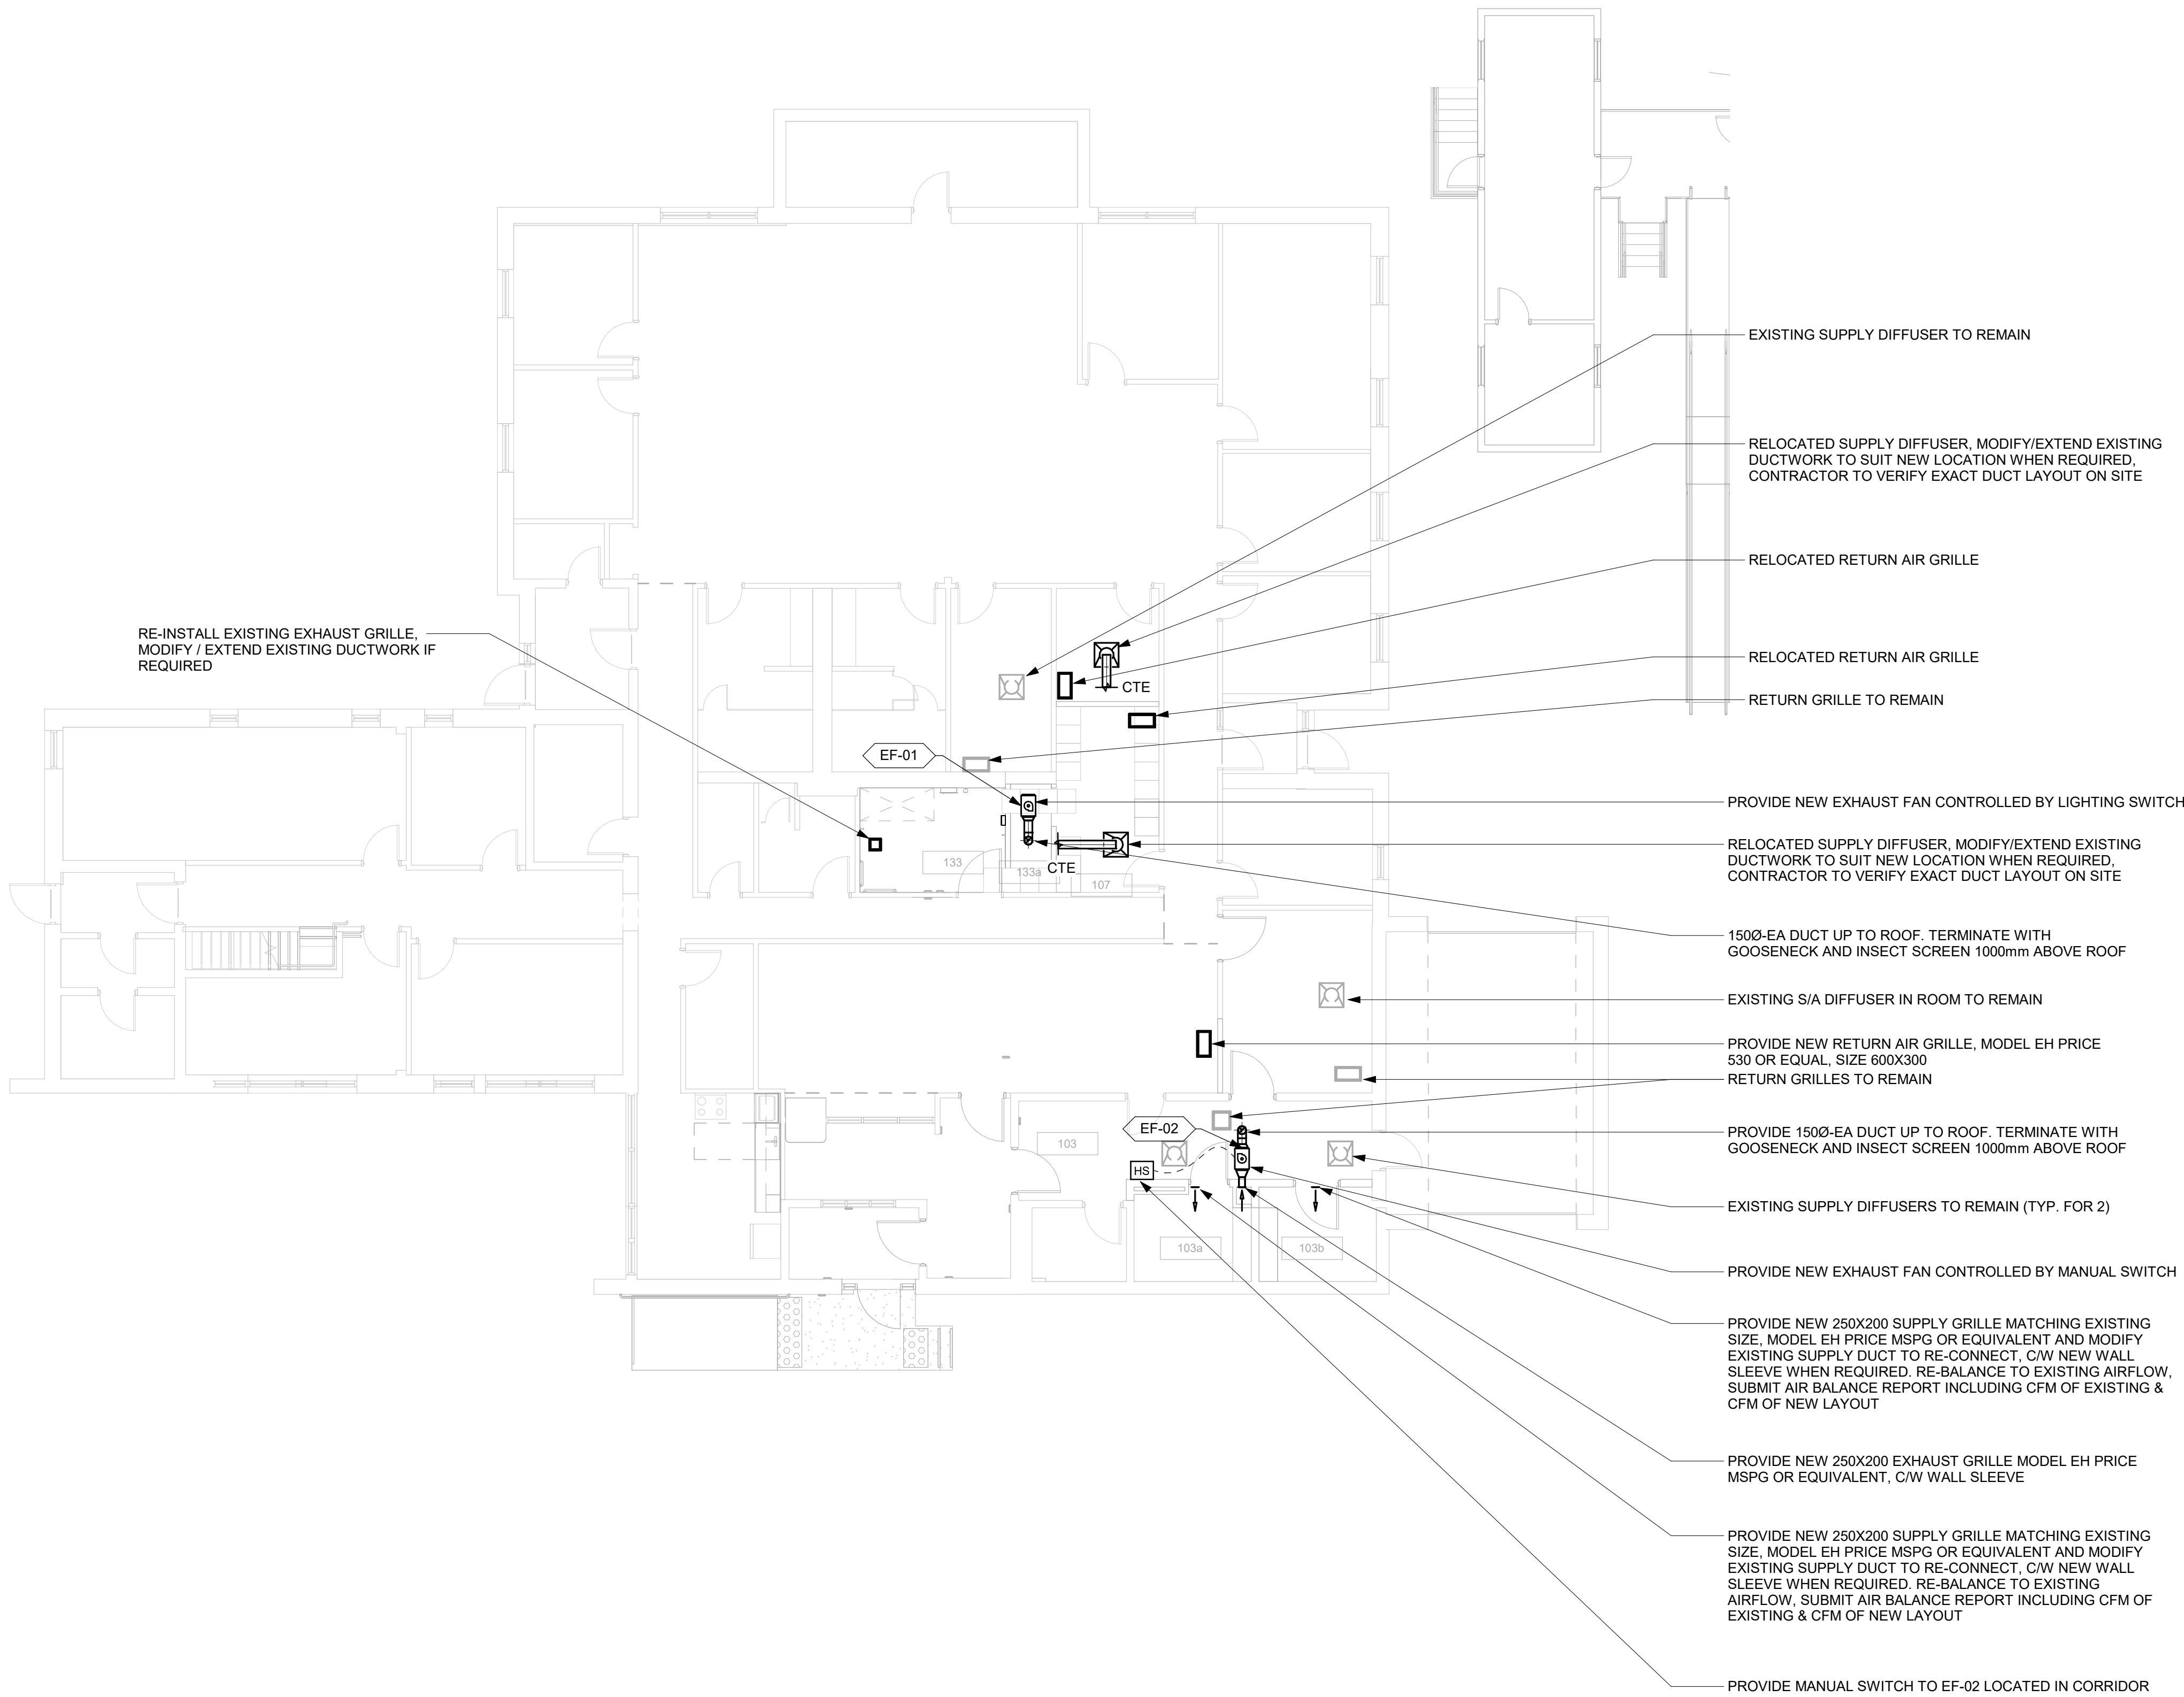 EXISTING SUPPLY DIFFUSER TO REMAIN
RELOCATED SUPPLY DIFFUSER, MODIFY/EXTEND EXISTING
DUCTWORK TO SUIT NEW LOCATION WHEN REQUIRED,
CONTRACTOR TO VERIFY EXACT DUCT LAYOUT ON SITE
RELOCATED RETURN AIR GRILLE
RE-INSTALL EXISTING EXHAUST GRILLE,
MODIFY / EXTEND EXISTING DUCTWORK IF
REQUIRED
RELOCATED RETURN AIR GRILLE
CTE
RETURN GRILLE TO REMAIN
EF-01
PROVIDE NEW EXHAUST FAN CONTROLLED BY LIGHTING SWITCH
RELOCATED SUPPLY DIFFUSER, MODIFY/EXTEND EXISTING
DUCTWORK TO SUIT NEW LOCATION WHEN REQUIRED,
CONTRACTOR TO VERIFY EXACT DUCT LAYOUT ON SITE
133
133a
CTE
107
150Ø-EA DUCT UP TO ROOF. TERMINATE WITH
GOOSENECK AND INSECT SCREEN 1000mm ABOVE ROOF
EXISTING S/A DIFFUSER IN ROOM TO REMAIN
PROVIDE NEW RETURN AIR GRILLE, MODEL EH PRICE
530 OR EQUAL, SIZE 600X300
RETURN GRILLES TO REMAIN
EF-02
103
HS
PROVIDE 150Ø-EA DUCT UP TO ROOF. TERMINATE WITH
GOOSENECK AND INSECT SCREEN 1000mm ABOVE ROOF
EXISTING SUPPLY DIFFUSERS TO REMAIN (TYP. FOR 2)
103a
103b
PROVIDE NEW EXHAUST FAN CONTROLLED BY MANUAL SWITCH
PROVIDE NEW 250X200 SUPPLY GRILLE MATCHING EXISTING
SIZE, MODEL EH PRICE MSPG OR EQUIVALENT AND MODIFY
EXISTING SUPPLY DUCT TO RE-CONNECT, C/W NEW WALL
SLEEVE WHEN REQUIRED. RE-BALANCE TO EXISTING AIRFLOW,
SUBMIT AIR BALANCE REPORT INCLUDING CFM OF EXISTING &
CFM OF NEW LAYOUT
PROVIDE NEW 250X200 EXHAUST GRILLE MODEL EH PRICE
MSPG OR EQUIVALENT, C/W WALL SLEEVE
PROVIDE NEW 250X200 SUPPLY GRILLE MATCHING EXISTING
SIZE, MODEL EH PRICE MSPG OR EQUIVALENT AND MODIFY
EXISTING SUPPLY DUCT TO RE-CONNECT, C/W NEW WALL
SLEEVE WHEN REQUIRED. RE-BALANCE TO EXISTING
AIRFLOW, SUBMIT AIR BALANCE REPORT INCLUDING CFM OF
EXISTING & CFM OF NEW LAYOUT
PROVIDE MANUAL SWITCH TO EF-02 LOCATED IN CORRIDOR